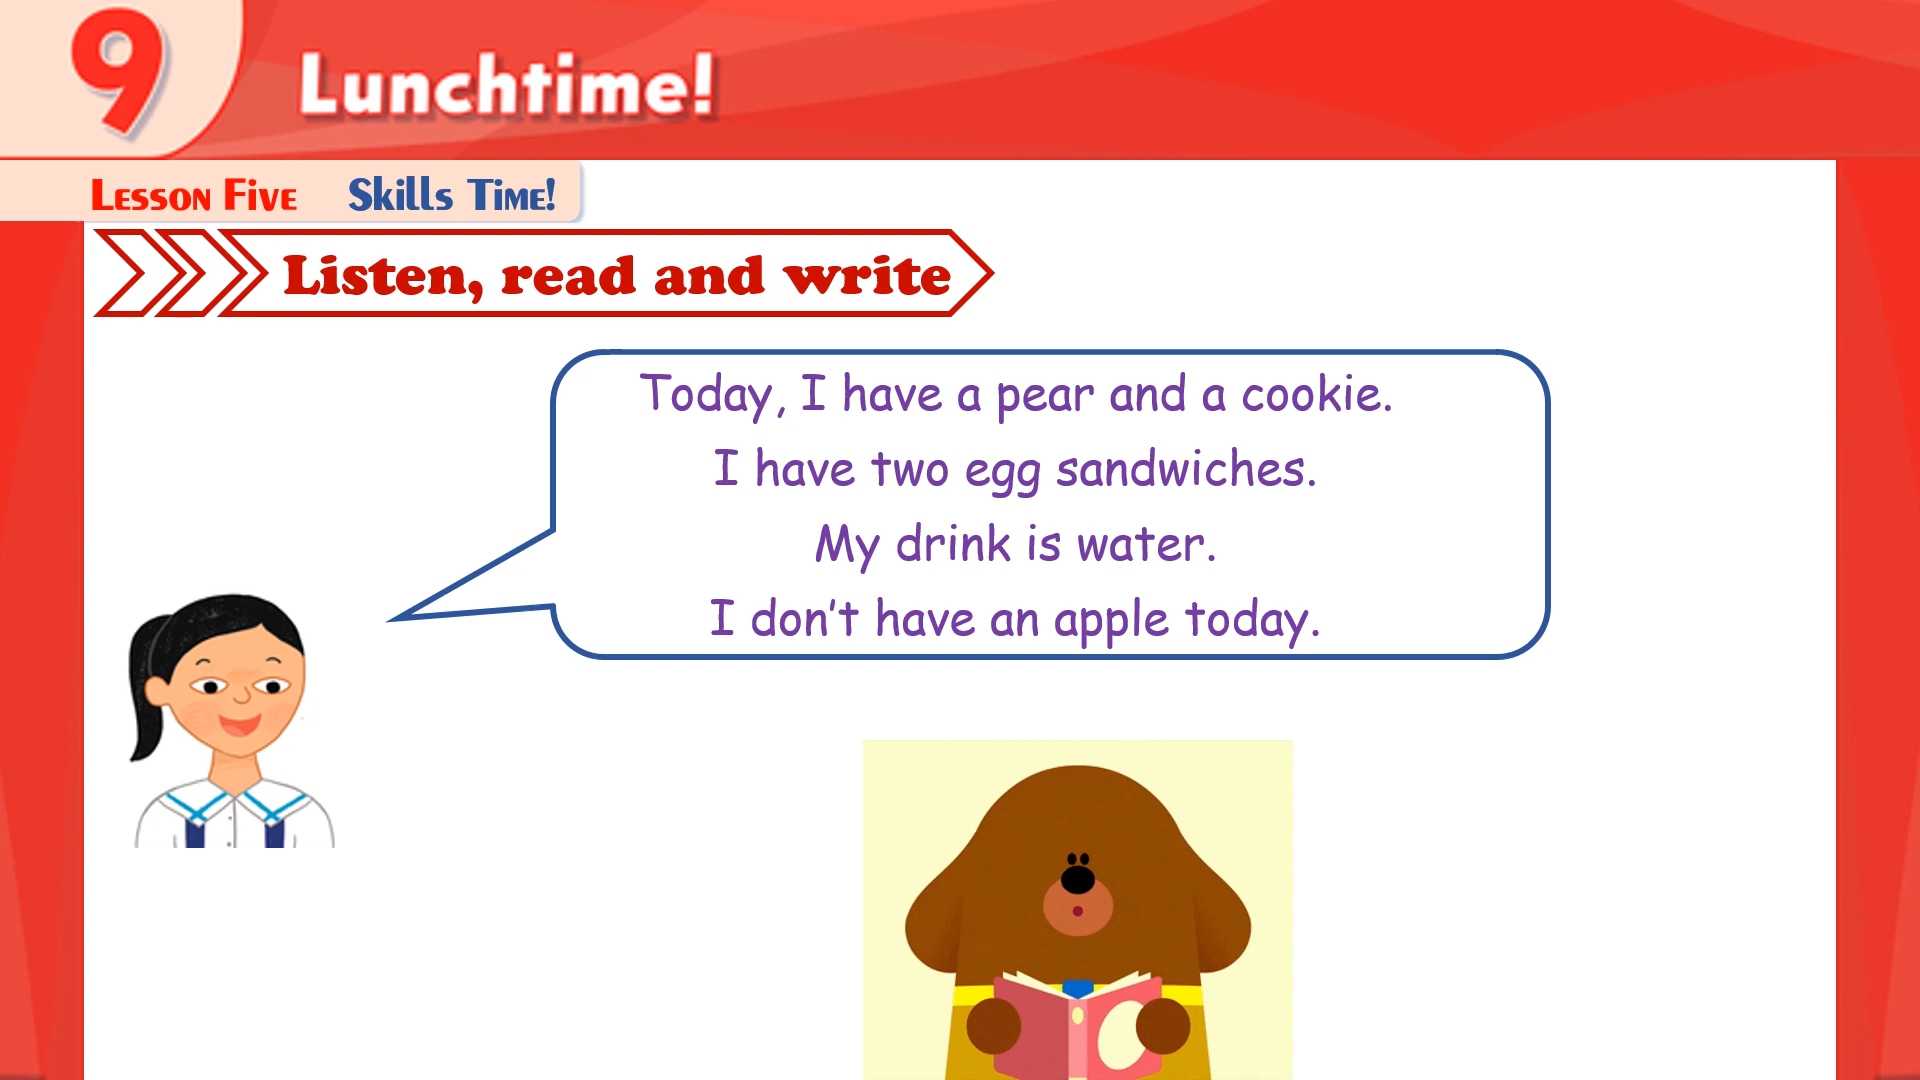 9 Lunchtime!
Lesson Five Skills Time!
Listen, read and write
Today, I have a pear and a cookie.
I have two egg sandwiches.
My drink is water.
I don't have an apple today.